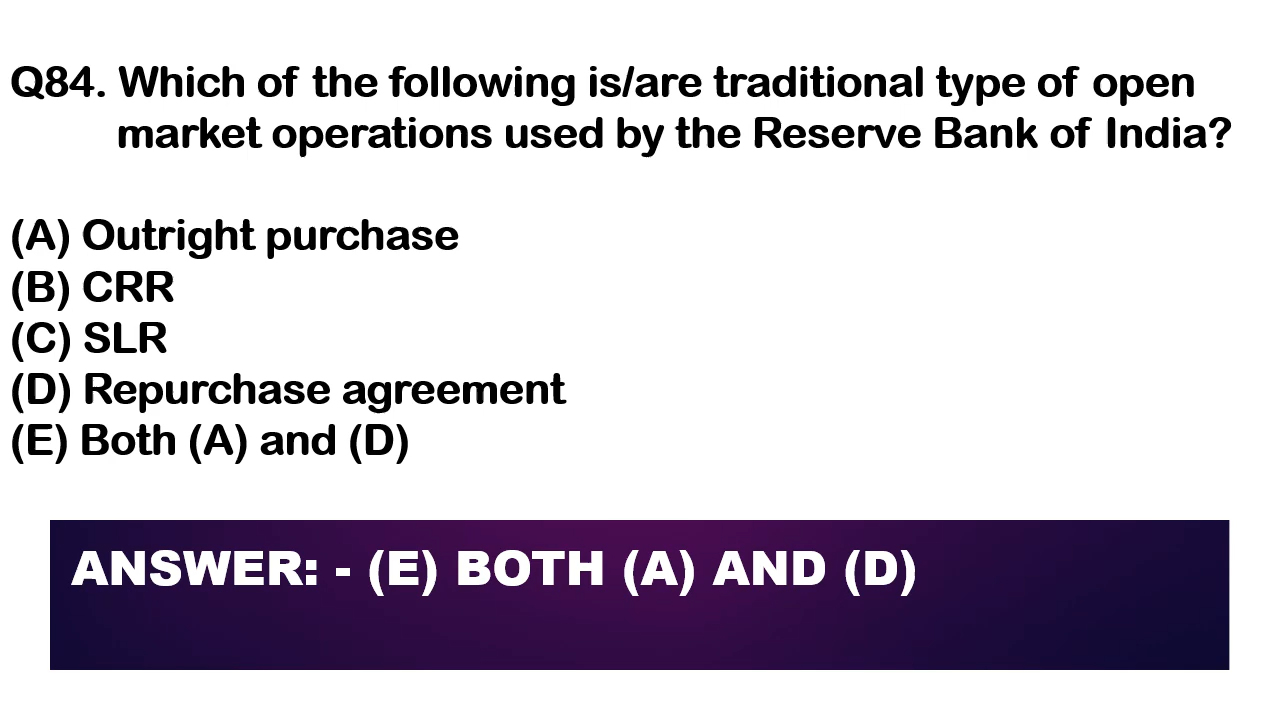 Q84. Which of the following is/are traditional type of open
market operations used by the Reserve Bank of India?
(A) Outright purchase
(B) CRR
(C) SLR
(D) Repurchase agreement
(E) Both (A) and (D)
ANSWER: - (E) BOTH (A) AND (D)